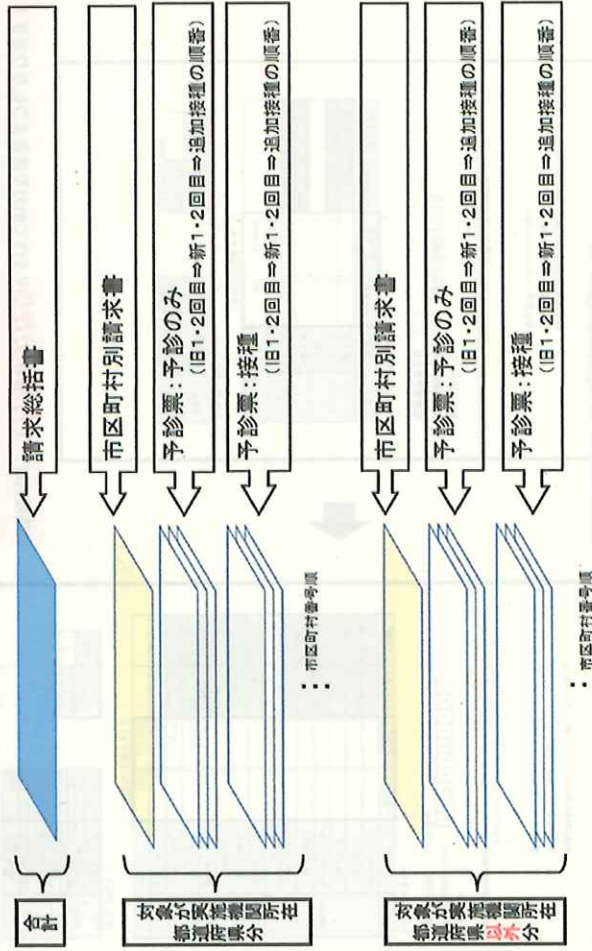 合計
請求総括書
対象が実施機関所在
都道府県分
市区町村別請求書
予診票：予診のみ
（旧1・2回目⇒新1・2回目⇒追加接種の順番）
予診票：接種
（旧1・2回目⇒新1・2回目⇒追加接種の順番）
：市区町村番号順
対象が実施機関所在
都道府県以外分
市区町村別請求書
予診票：予診のみ
（旧1・2回目⇒新1・2回目⇒追加接種の順番）
予診票：接種
（旧1・2回目⇒新1・2回目⇒追加接種の順番）
：市区町村番号順